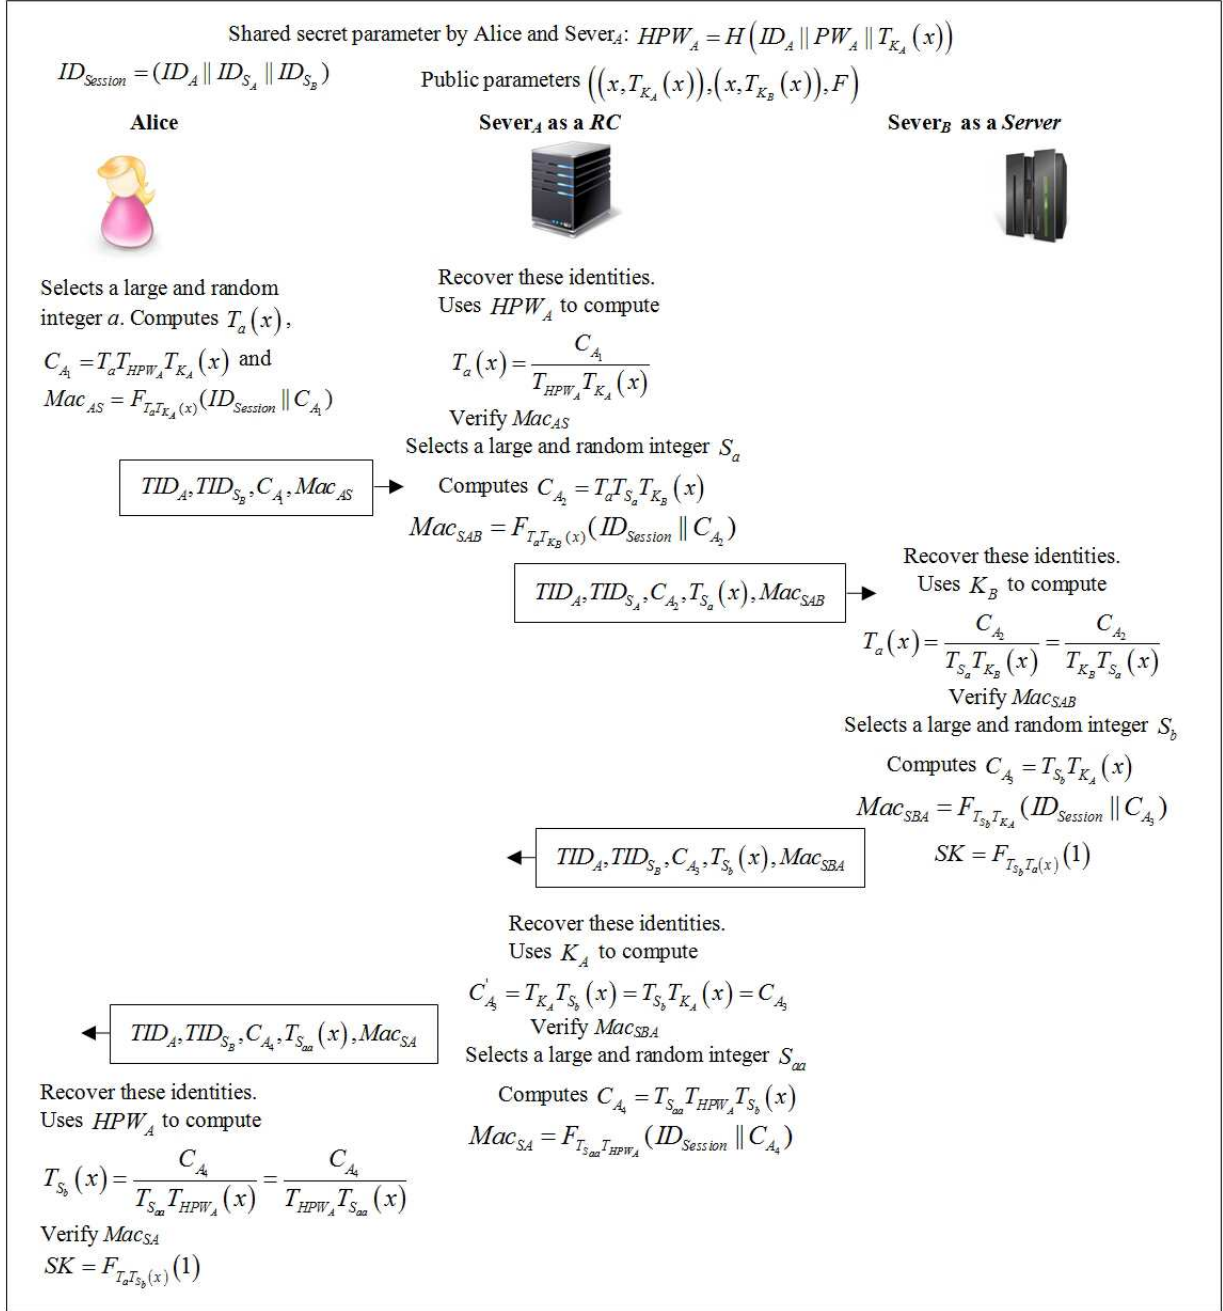 Shared secret parameter by Alice and Sever_A: HPW_A = H(ID_A || PW_A || T_{K_A}(x))
ID_{Session} = (ID_A || ID_{S_A} || ID_{S_B})
Public parameters ((x, T_{K_A}(x)), (x, T_{K_B}(x)), F)
Alice
Sever_A as a RC
Sever_B as a Server
Selects a large and random
integer a. Computes T_a(x),
C_{A_1} = T_a T_{HPW_A} T_{K_A}(x) and
Mac_{AS} = F_{T_a T_{K_A}(x)}(ID_{Session} || C_{A_1})
TID_A, TID_{S_B}, C_{A_1}, Mac_{AS}
Recover these identities.
Uses HPW_A to compute
T_a(x) = C_{A_1} / T_{HPW_A} T_{K_A}(x)
Verify Mac_{AS}
Selects a large and random integer S_a
Computes C_{A_2} = T_a T_{S_a} T_{K_B}(x)
Mac_{SAB} = F_{T_a T_{K_B}(x)}(ID_{Session} || C_{A_2})
TID_A, TID_{S_A}, C_{A_2}, T_{S_a}(x), Mac_{SAB}
Recover these identities.
Uses K_B to compute
T_a(x) = C_{A_2} / T_{S_a} T_{K_B}(x) = C_{A_2} / T_{K_B} T_{S_a}(x)
Verify Mac_{SAB}
Selects a large and random integer S_b
Computes C_{A_3} = T_{S_b} T_{K_A}(x)
Mac_{SBA} = F_{T_{S_b} T_{K_A}}(ID_{Session} || C_{A_3})
SK = F_{T_{S_b} T_a(x)}(1)
TID_A, TID_{S_B}, C_{A_3}, T_{S_b}(x), Mac_{SBA}
Recover these identities.
Uses K_A to compute
C'_{A_3} = T_{K_A} T_{S_b}(x) = T_{S_b} T_{K_A}(x) = C_{A_3}
Verify Mac_{SBA}
Selects a large and random integer S_{aa}
Computes C_{A_4} = T_{S_{aa}} T_{HPW_A} T_{S_b}(x)
Mac_{SA} = F_{T_{S_{aa}} T_{HPW_A}}(ID_{Session} || C_{A_4})
TID_A, TID_{S_B}, C_{A_4}, T_{S_{aa}}(x), Mac_{SA}
Recover these identities.
Uses HPW_A to compute
T_{S_b}(x) = C_{A_4} / T_{S_{aa}} T_{HPW_A}(x) = C_{A_4} / T_{HPW_A} T_{S_{aa}}(x)
Verify Mac_{SA}
SK = F_{T_a T_{S_b}(x)}(1)